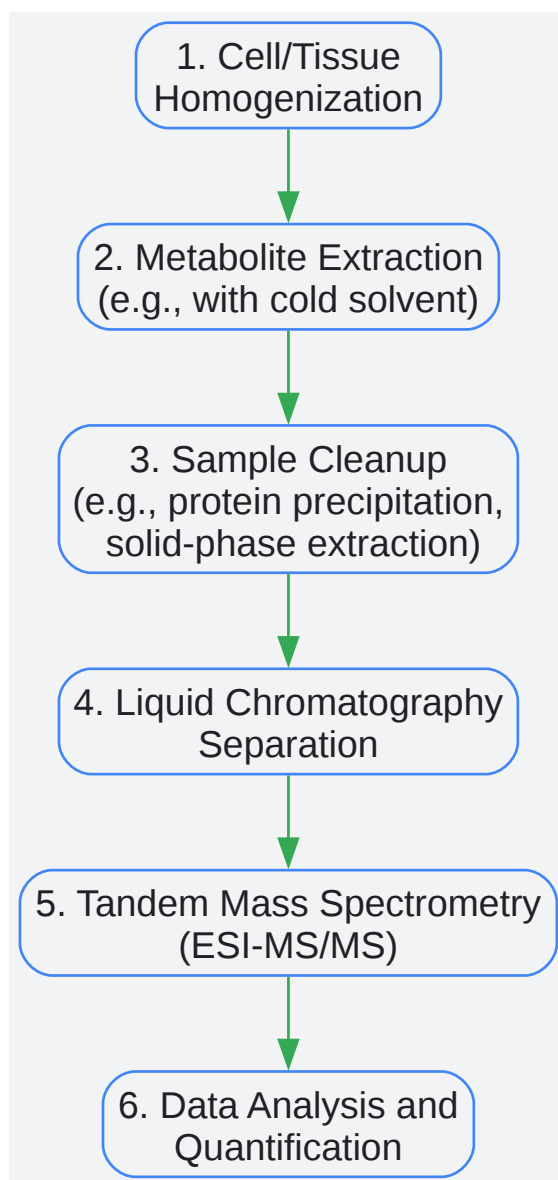 1. Cell/Tissue
Homogenization
2. Metabolite Extraction
(e.g., with cold solvent)
3. Sample Cleanup
(e.g., protein precipitation,
solid-phase extraction)
4. Liquid Chromatography
Separation
5. Tandem Mass Spectrometry
(ESI-MS/MS)
6. Data Analysis and
Quantification